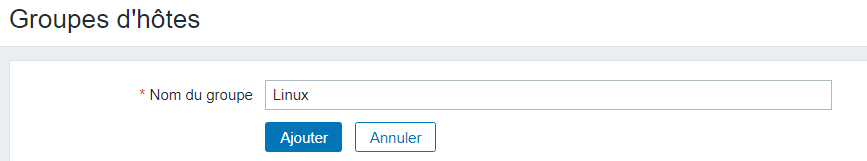 Groupes d'hôtes
* Nom du groupe Linux
Ajouter Annuler